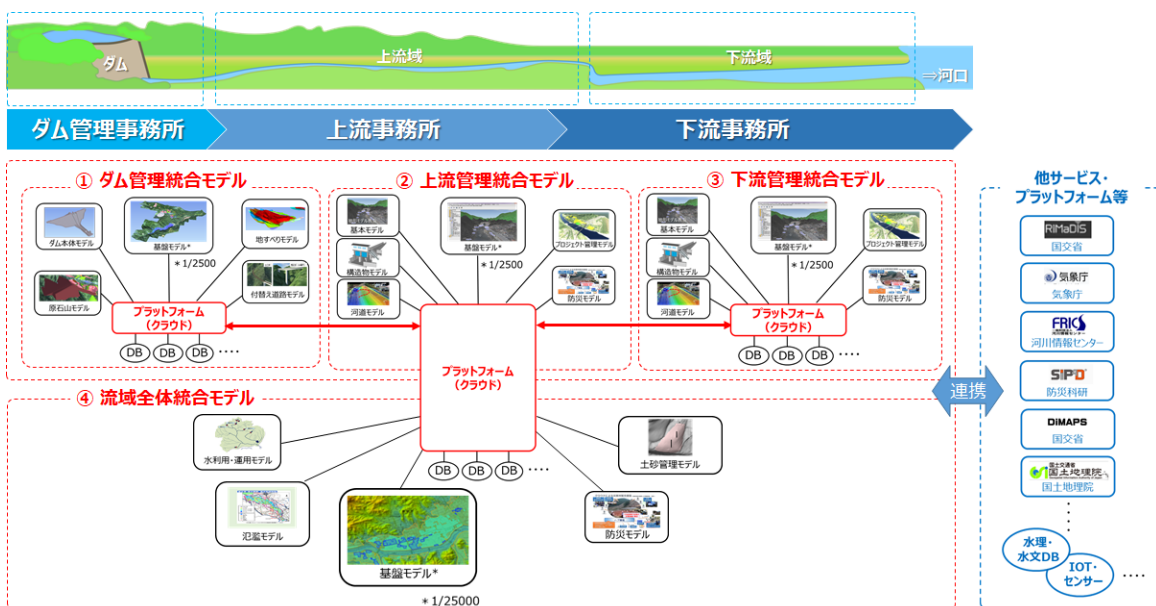 ダム
上流域
下流域
⇒河口
ダム管理事務所
上流事務所
下流事務所
① ダム管理統合モデル
ダム本体モデル
基盤モデル*
地すべりモデル
*1/2500
原石山モデル
付替え道路モデル
プラットフォーム
(クラウド)
DB
DB
DB
‥‥
② 上流管理統合モデル
基本モデル
基盤モデル*
プロジェクト管理モデル
*1/2500
構造物モデル
河道モデル
防災モデル
プラットフォーム
(クラウド)
③ 下流管理統合モデル
基本モデル
基盤モデル*
プロジェクト管理モデル
*1/2500
構造物モデル
河道モデル
防災モデル
プラットフォーム
(クラウド)
DB
DB
DB
‥‥
④ 流域全体統合モデル
水利用・運用モデル
氾濫モデル
DB
DB
DB
‥‥
基盤モデル*
*1/25000
土砂管理モデル
防災モデル
連携
他サービス・
プラットフォーム等
RiMaDIS
国交省
気象庁
気象庁
FRICS
河川情報センター
SIP4D
防災科研
DiMAPS
国交省
国土交通省
国土地理院
国土地理院
水理・
水文DB
IOT・
センサー
‥‥